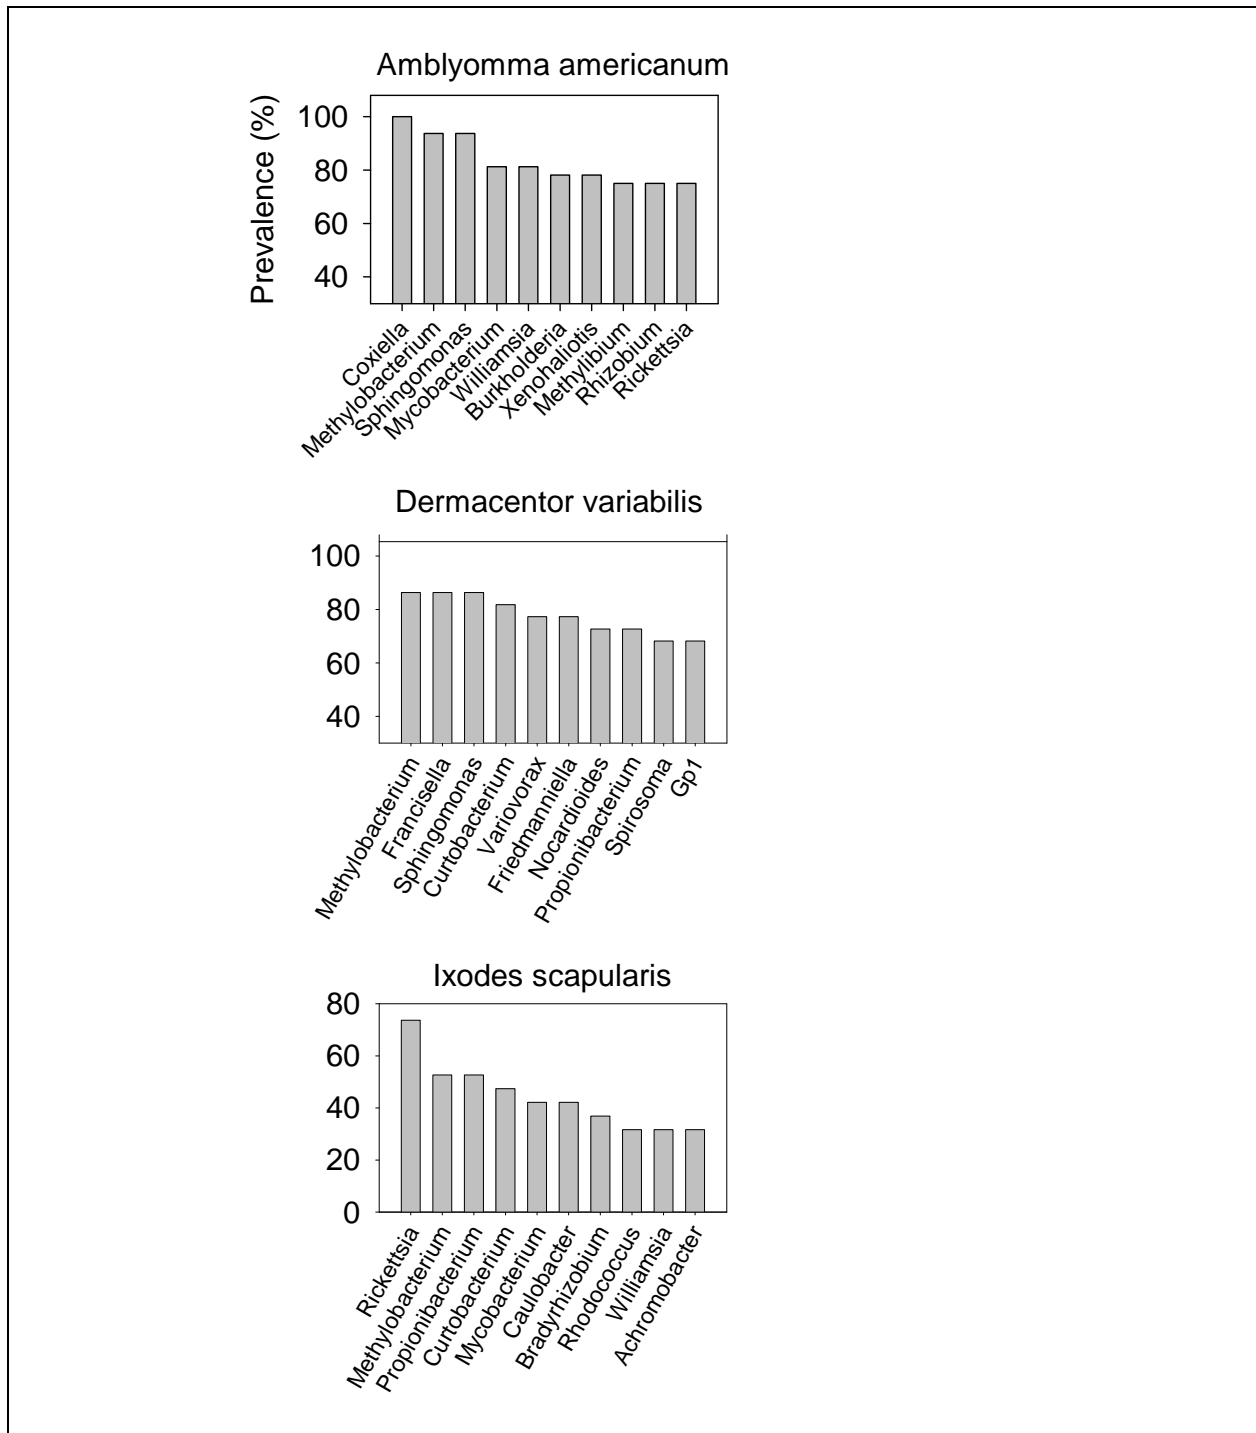 Amblyomma americanum
Prevalence (%)
100
80
60
40
Coxiella
Methylobacterium
Sphingomonas
Mycobacterium
Williamsia
Burkholderia
Xenohaliotis
Methylibium
Rhizobium
Rickettsia
Dermacentor variabilis
100
80
60
40
Methylobacterium
Francisella
Sphingomonas
Curtobacterium
Variovorax
Friedmanniella
Nocardioides
Propionibacterium
Spirosoma
Gp1
Ixodes scapularis
80
60
40
20
0
Rickettsia
Methylobacterium
Propionibacterium
Curtobacterium
Mycobacterium
Caulobacter
Bradyrhizobium
Rhodococcus
Williamsia
Achromobacter